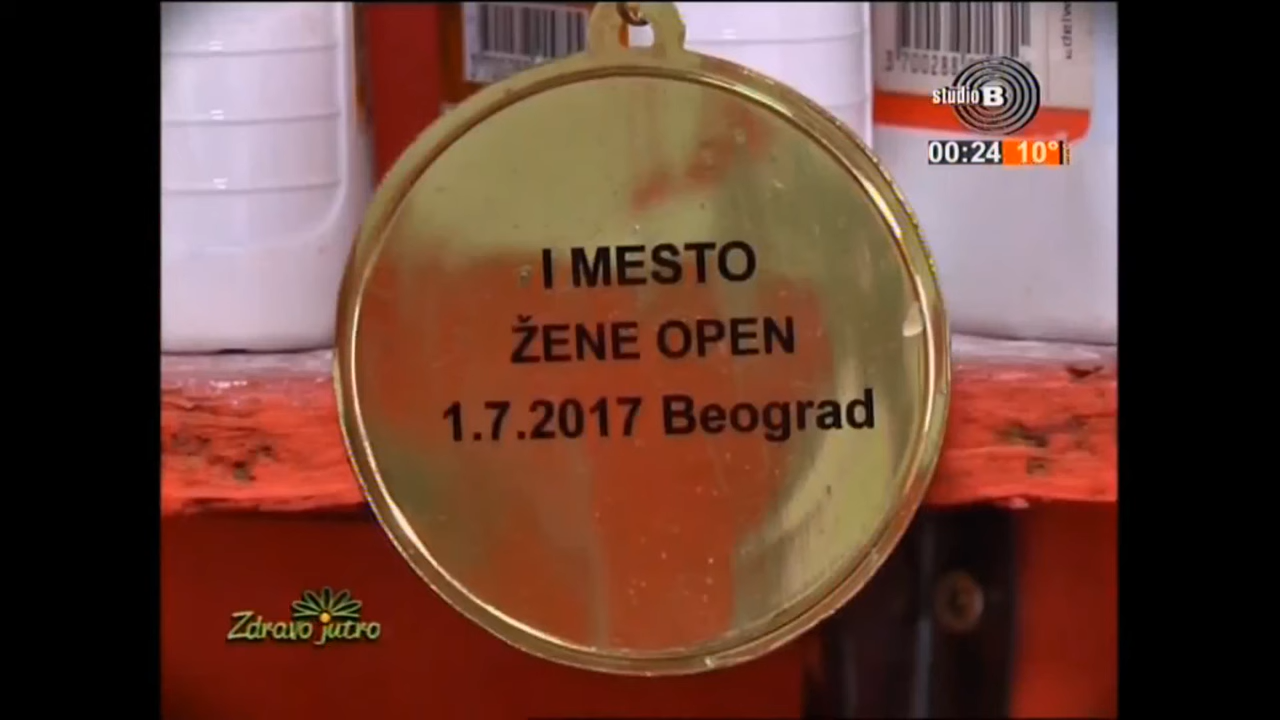 studio B
00:24 10°
I MESTO
ŽENE OPEN
1.7.2017 Beograd
Zdravo jutro